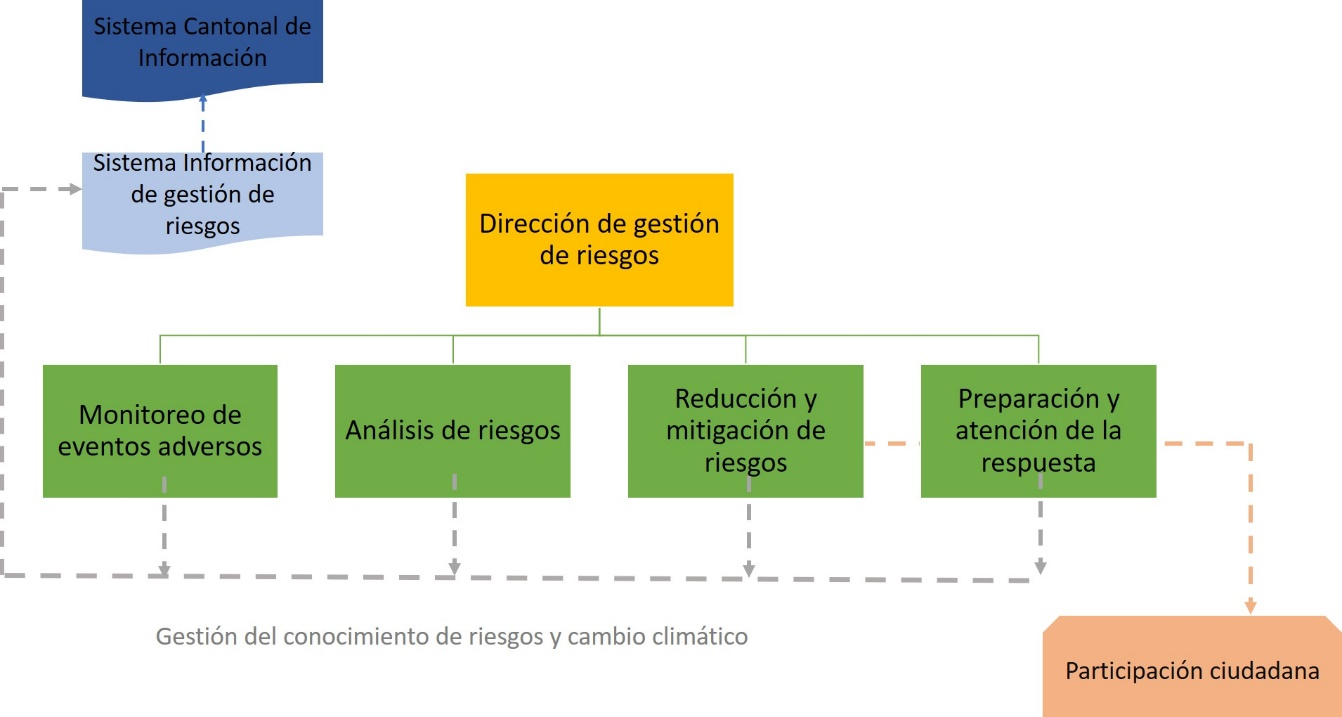 Sistema Cantonal de
Información
Sistema Información
de gestión de
riesgos
Dirección de gestión
de riesgos
Monitoreo de
eventos adversos
Análisis de riesgos
Reducción y
mitigación de
riesgos
Preparación y
atención de la
respuesta
Gestión del conocimiento de riesgos y cambio climático
Participación ciudadana